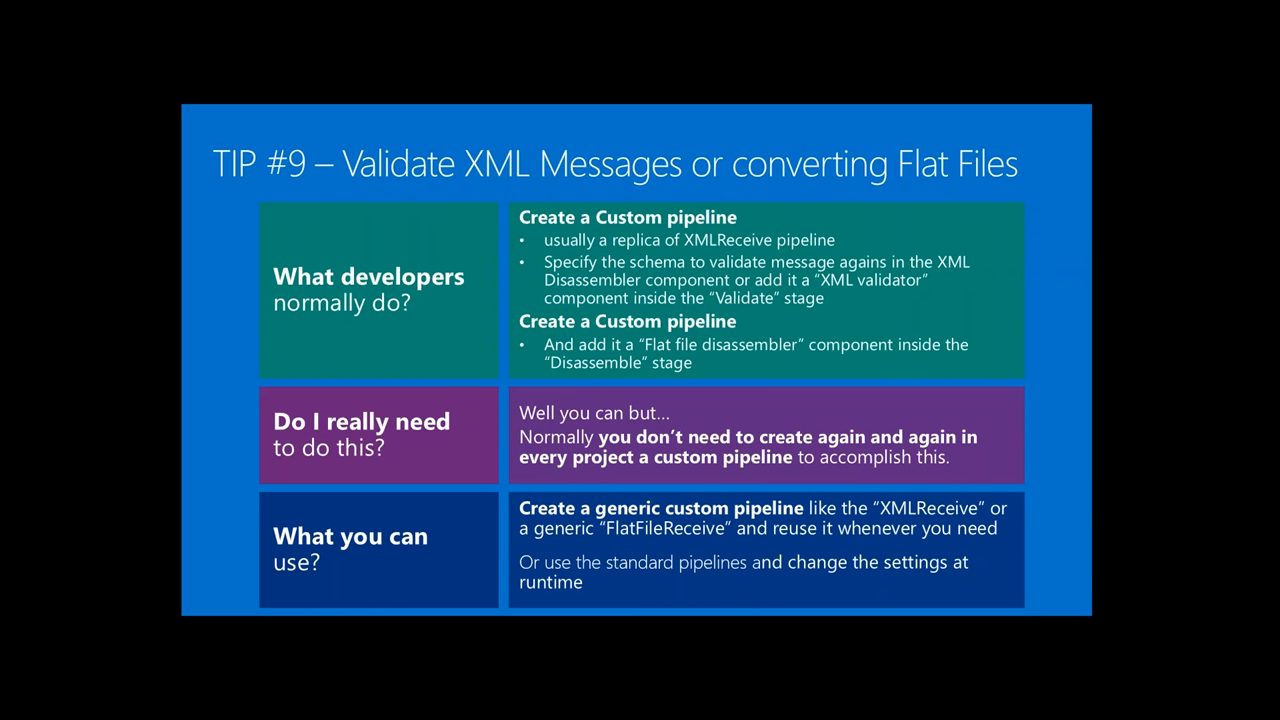 TIP #9 – Validate XML Messages or converting Flat Files
What developers
normally do?
Create a Custom pipeline
• usually a replica of XMLReceive pipeline
• Specify the schema to validate message agains in the XML
Disassembler component or add it a “XML validator”
component inside the “Validate” stage
Create a Custom pipeline
• And add it a “Flat file disassembler” component inside the
“Disassemble” stage
Do I really need
to do this?
Well you can but...
Normally you don’t need to create again and again in
every project a custom pipeline to accomplish this.
What you can
use?
Create a generic custom pipeline like the “XMLReceive” or
a generic “FlatFileReceive” and reuse it whenever you need
Or use the standard pipelines and change the settings at
runtime